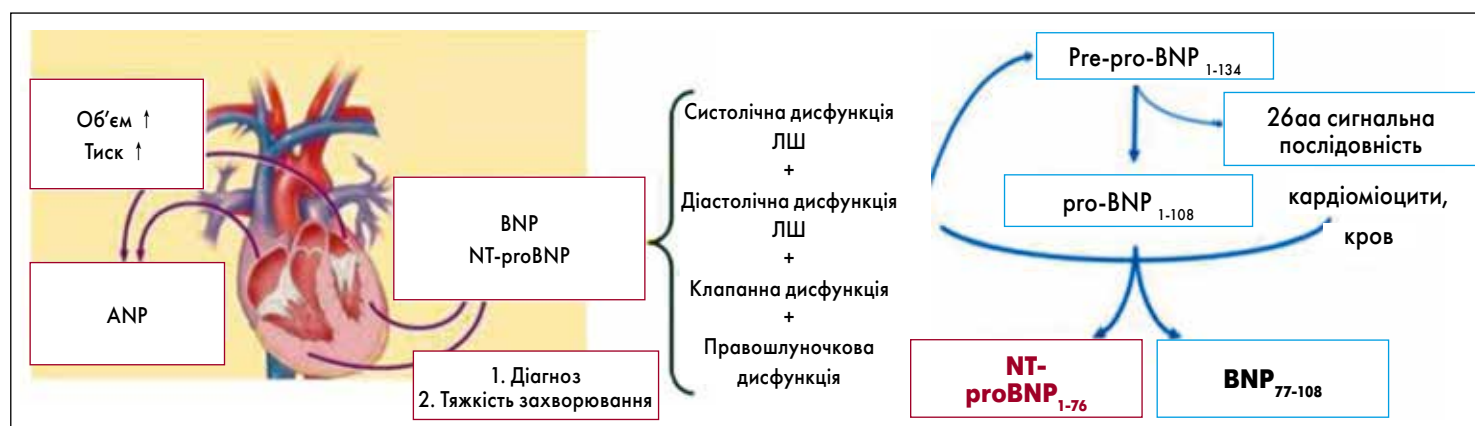 Об’єм ↑
Тиск ↑
ANP
BNP
NT-proBNP
1. Діагноз
2. Тяжкість захворювання
Систолічна дисфункція
ЛШ
+
Діастолічна дисфункція
ЛШ
+
Клапанна дисфункція
+
Правошлуночкова
дисфункція
Pre-pro-BNP 1-134
26аа сигнальна
послідовність
pro-BNP 1-108
кардіоміоцити,
кров
NT-
proBNP1-76
BNP77-108